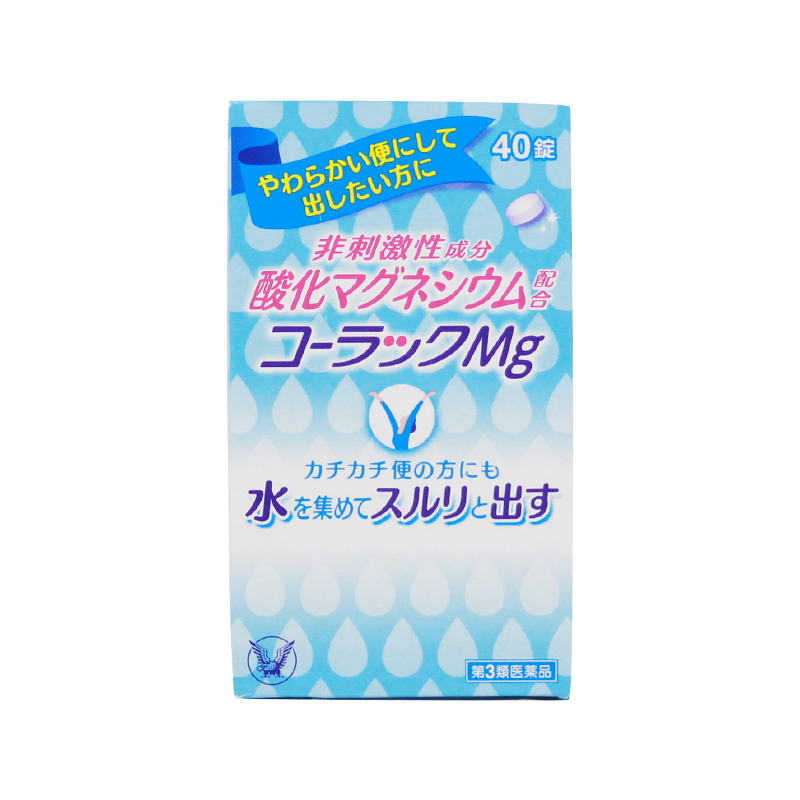 やわらかい便にして
出したい方に
40錠
非刺激性成分
酸化マグネシウム配合
コーラックMg
カチカチ便の方にも
水を集めてスルリと出す
第3類医薬品